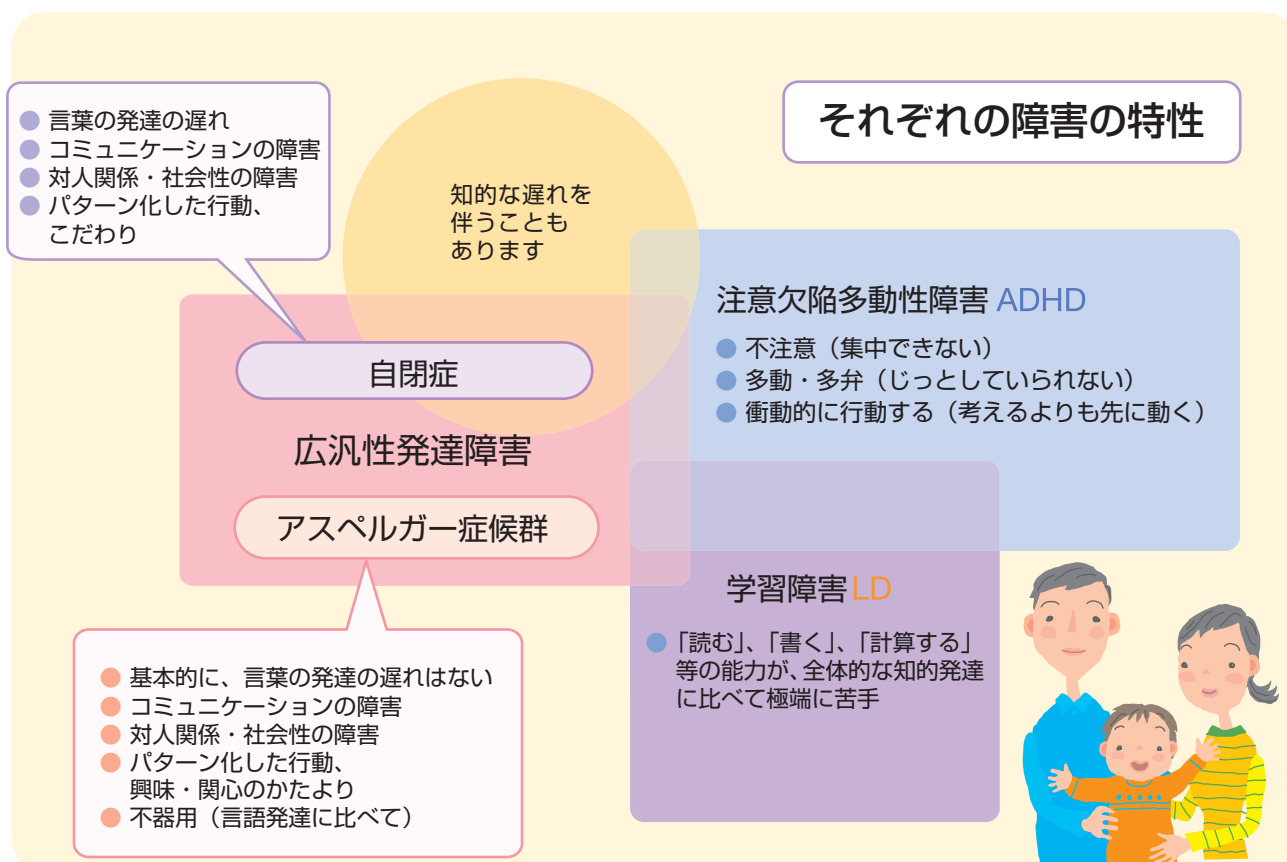 それぞれの障害の特性
● 言葉の発達の遅れ
● コミュニケーションの障害
● 対人関係・社会性の障害
● パターン化した行動、
こだわり
知的な遅れを
伴うことも
あります
自閉症
広汎性発達障害
アスペルガー症候群
● 基本的に、言葉の発達の遅れはない
● コミュニケーションの障害
● 対人関係・社会性の障害
● パターン化した行動、
興味・関心のかたより
● 不器用（言語発達に比べて）
注意欠陥多動性障害 ADHD
● 不注意（集中できない）
● 多動・多弁（じっとしていられない）
● 衝動的に行動する（考えるよりも先に動く）
学習障害 LD
● 「読む」、「書く」、「計算する」
等の能力が、全体的な知的発達
に比べて極端に苦手